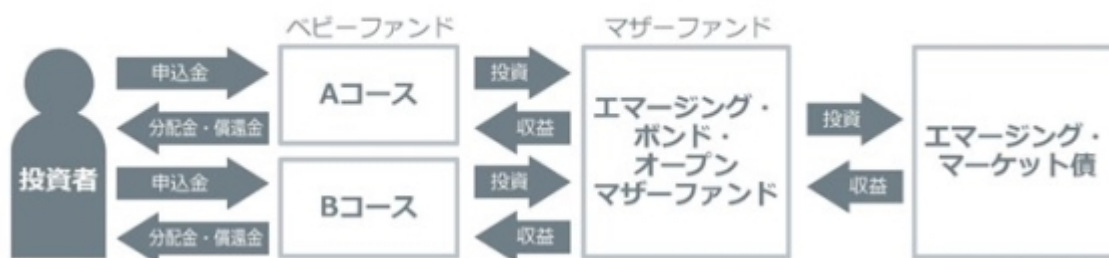 ベビーファンド
マザーファンド
投資者
申込金
分配金・償還金
申込金
分配金・償還金
Aコース
Bコース
投資
収益
投資
収益
エマージング・
ボンド・
オープン
マザーファンド
投資
収益
エマージング・
マーケット債